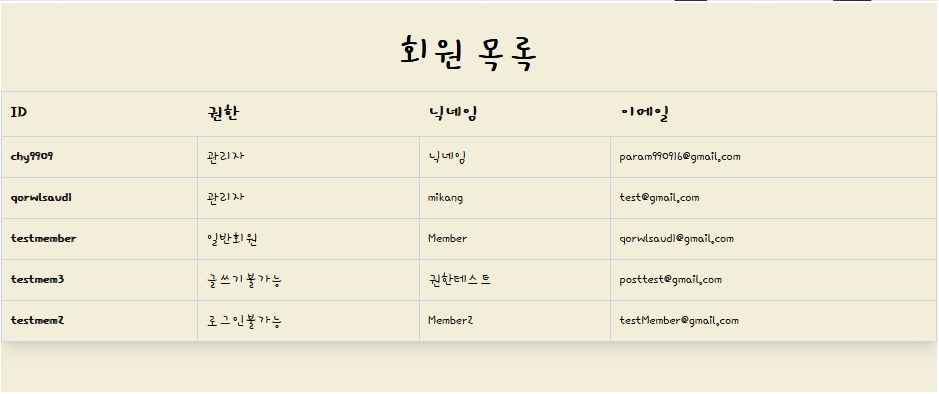 회원 목록
ID 권한 닉네임 이메일
chy9909 관리자 닉네임 param990916@gmail.com
qorwlsaud1 관리자 mikang test@gmail.com
testmember 일반회원 Member qorwlsaud1@gmail.com
testmem3 글쓰기불가능 권한테스트 posttest@gmail.com
testmem2 로그인불가능 Member2 testMember@gmail.com